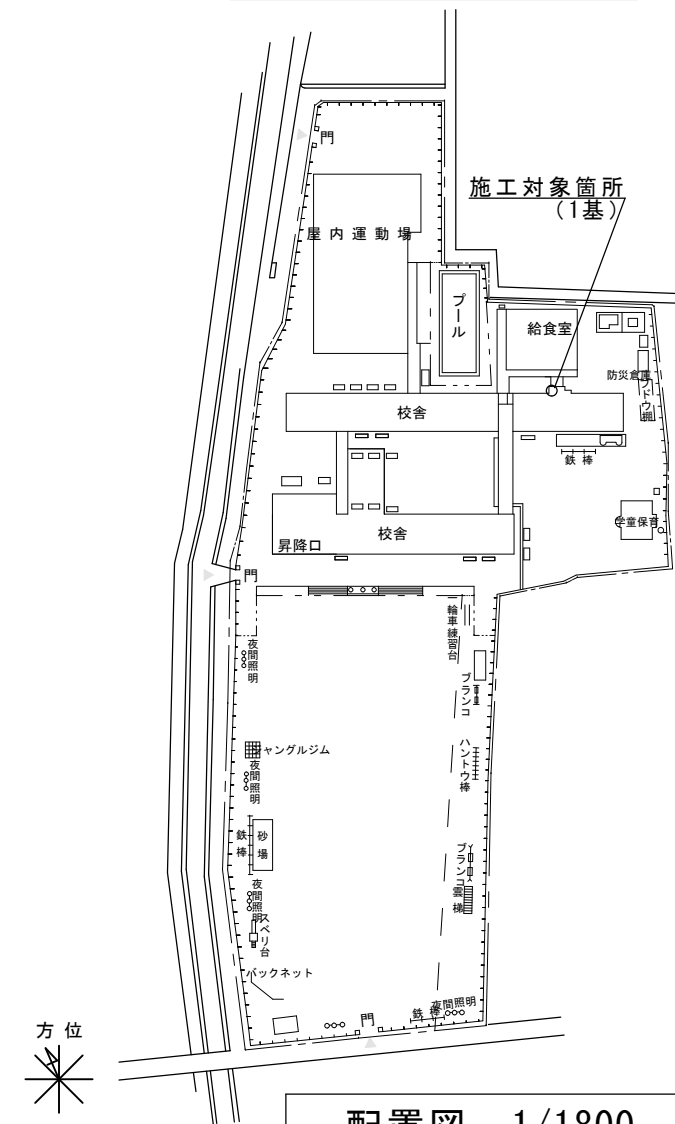 門
施工対象箇所
(1基)
屋内運動場
プール
給食室
防災倉庫
ブドウ棚
校舎
鉄棒
学童保育
校舎
昇降口
門
一輪車練習台
夜間照明
ブランコ
ジャングルジム
ハントウ棒
夜間照明
鉄棒
砂場
ブランコ
雲梯
夜間照明
スベリ台
バックネット
夜間照明
鉄棒
門
方位
配置図 1/1800